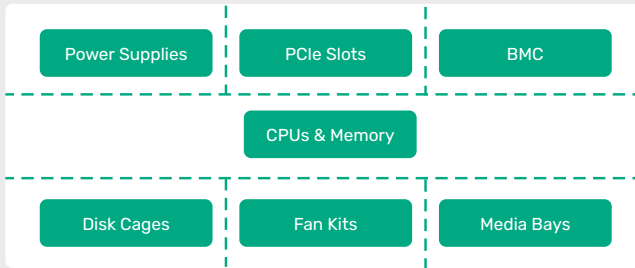 Power Supplies
PCIe Slots
BMC
CPUs & Memory
Disk Cages
Fan Kits
Media Bays